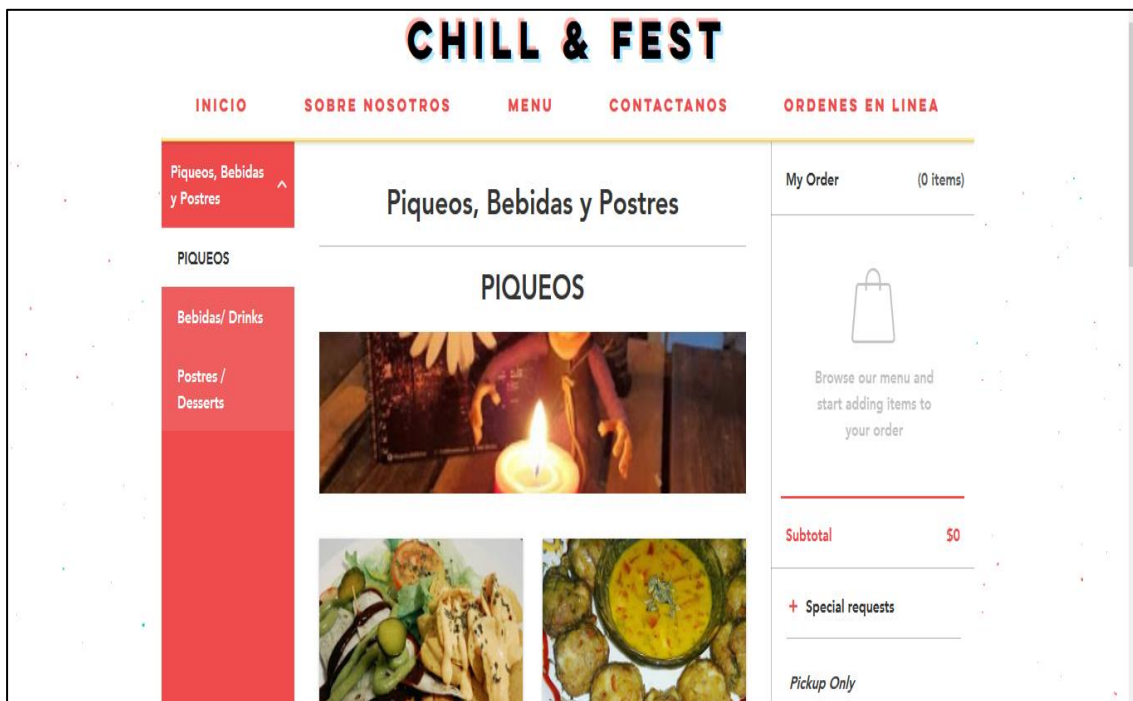 CHILL & FEST
INICIO
SOBRE NOSOTROS
MENU
CONTACTANOS
ORDENES EN LINEA
Piqueos, Bebidas
y Postres
PIQUEOS
Bebidas/ Drinks
Postres /
Desserts
Piqueos, Bebidas y Postres
PIQUEOS
My Order
(0 items)
Browse our menu and
start adding items to
your order
Subtotal
$0
+ Special requests
Pickup Only